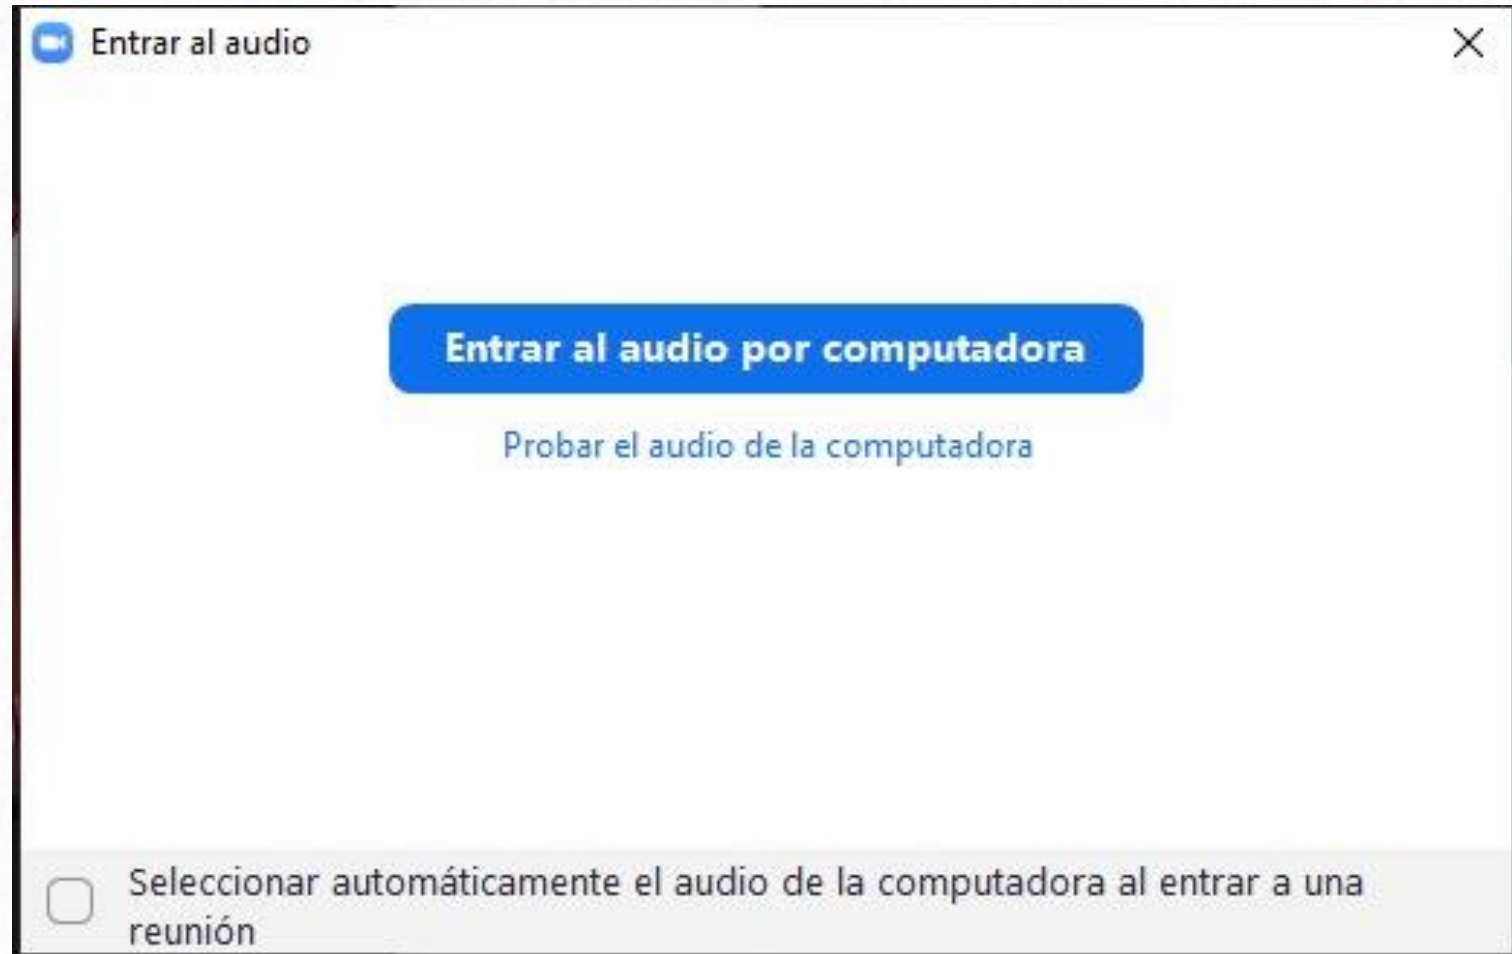 Entrar al audio
Entrar al audio por computadora
Probar el audio de la computadora
Seleccionar automáticamente el audio de la computadora al entrar a una
reunión